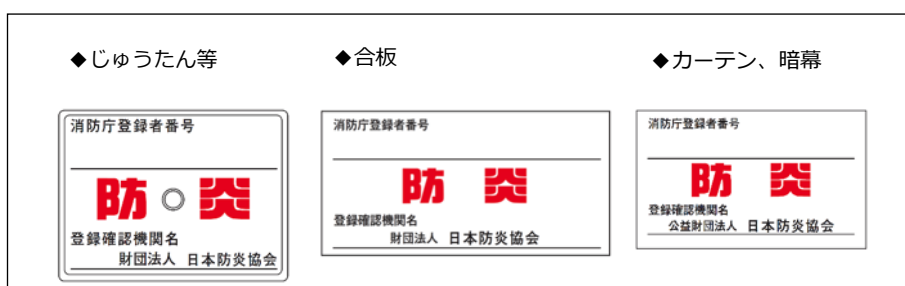 ◆じゅうたん等
消防庁登録者番号
防 炎
登録確認機関名
財団法人 日本防炎協会
◆合板
消防庁登録者番号
防 炎
登録確認機関名
財団法人 日本防炎協会
◆カーテン、暗幕
消防庁登録者番号
防 炎
登録確認機関名
公益財団法人 日本防炎協会